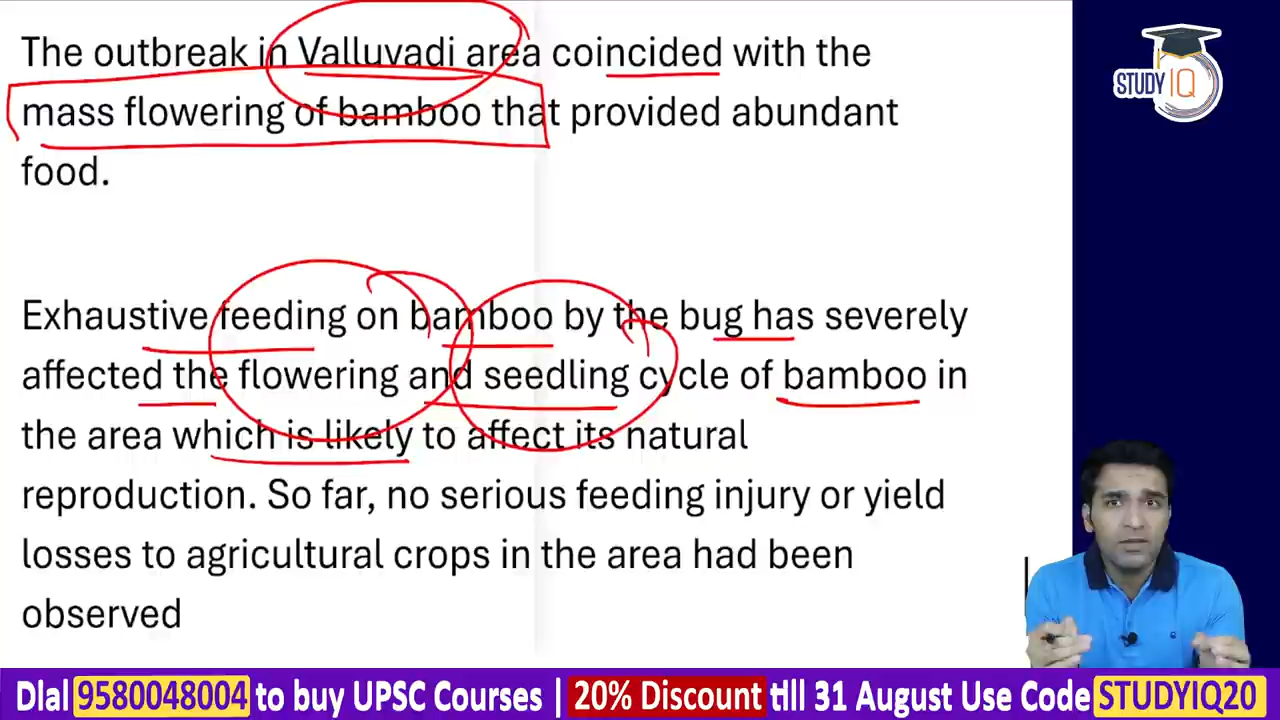 The outbreak in Valluvadi area coincided with the
mass flowering of bamboo that provided abundant
food.
Exhaustive feeding on bamboo by the bug has severely
affected the flowering and seedling cycle of bamboo in
the area which is likely to affect its natural
reproduction. So far, no serious feeding injury or yield
losses to agricultural crops in the area had been
observed
STUDY IQ
Dial 9580048004 to buy UPSC Courses | 20% Discount till 31 August Use Code STUDYIQ20